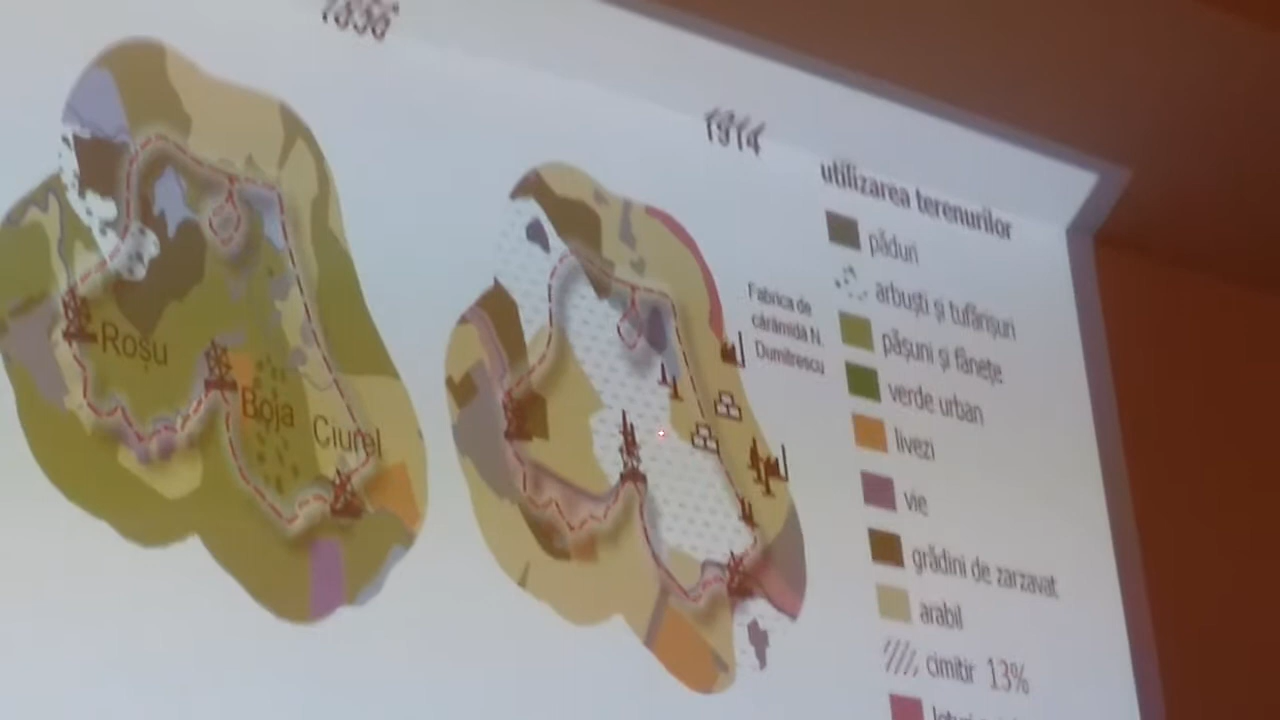 1856
1914
utilizarea terenurilor
păduri
arbuști și tufărișuri
pășuni și fânețe
verde urban
livezi
vie
grădini de zarzavat
arabil
cimitir 13%
Fabrica de
cărămidă N.
Dumitrescu
Roșu
Boja
Ciurel